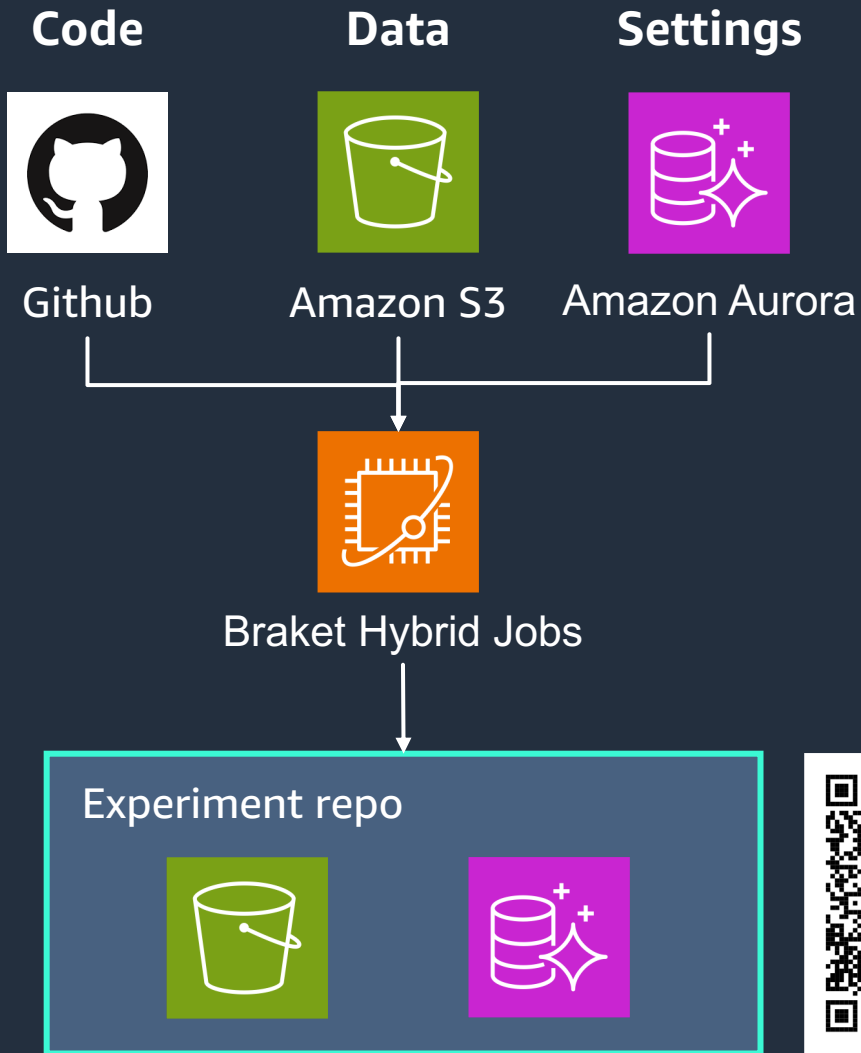 Code Data Settings
Github Amazon S3 Amazon Aurora
Braket Hybrid Jobs
Experiment repo